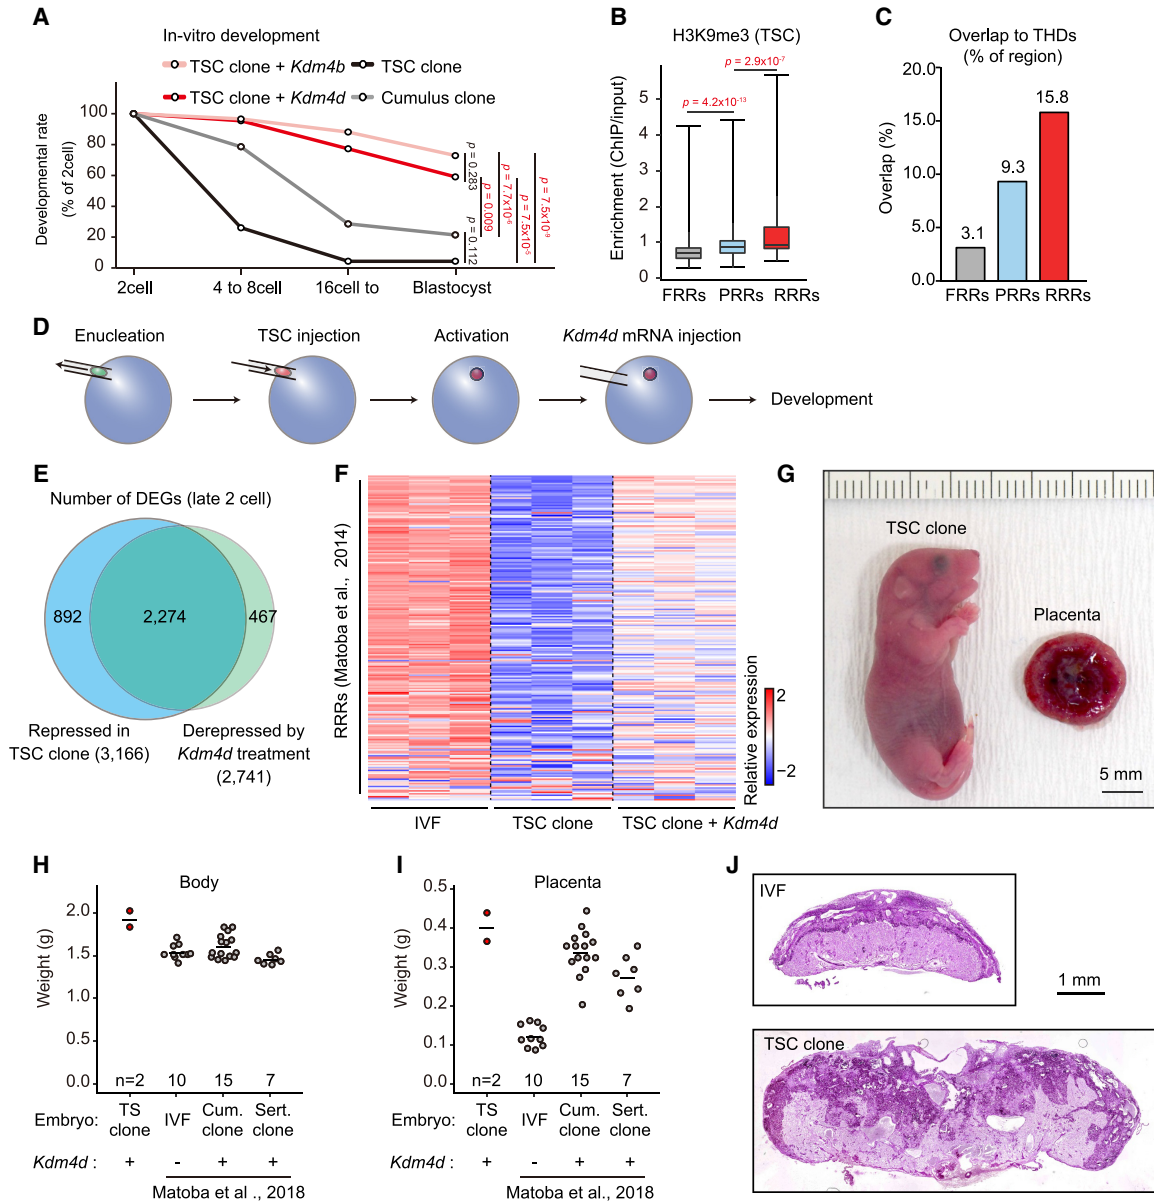 A
In-vitro development
TSC clone + Kdm4b
TSC clone
TSC clone + Kdm4d
Cumulus clone
Developmental rate
(% of 2cell)
100
80
60
40
20
0
2cell
4 to 8cell
16cell to
Blastocyst
p = 0.283
p = 0.112
p = 0.009
p = 7.7x10-6
p = 7.5x10-5
p = 7.5x10-9
B
H3K9me3 (TSC)
p = 2.9x10-7
p = 4.2x10-13
Enrichment (ChIP/input)
5
4
3
2
1
0
FRRs
PRRs
RRRs
C
Overlap to THDs
(% of region)
Overlap (%)
20.0
15.0
10.0
5.0
0.0
3.1
9.3
15.8
FRRs
PRRs
RRRs
D
Enucleation
TSC injection
Activation
Kdm4d mRNA injection
Development
E
Number of DEGs (late 2 cell)
892
2,274
467
Repressed in
TSC clone (3,166)
Derepressed by
Kdm4d treatment
(2,741)
F
RRRs (Matoba et al., 2014)
IVF
TSC clone
TSC clone + Kdm4d
Relative expression
2
−2
G
TSC clone
Placenta
5 mm
H
Body
Weight (g)
2.0
1.5
1.0
0.5
0.0
n=2
10
15
7
Embryo:
TS
clone
IVF
Cum.
clone
Sert.
clone
Kdm4d :
+
-
+
+
Matoba et al., 2018
I
Placenta
Weight (g)
0.5
0.4
0.3
0.2
0.1
0.0
n=2
10
15
7
Embryo:
TS
clone
IVF
Cum.
clone
Sert.
clone
Kdm4d :
+
-
+
+
Matoba et al., 2018
J
IVF
1 mm
TSC clone